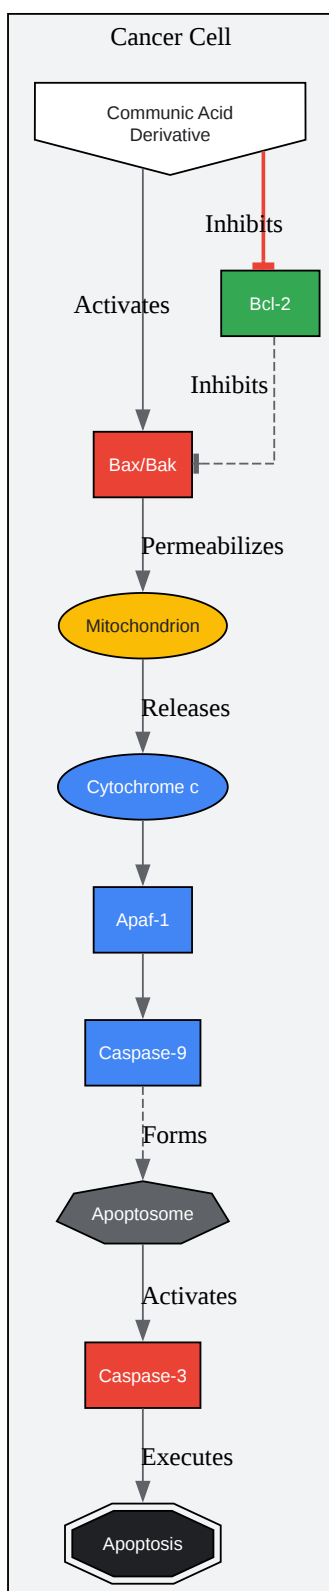 Cancer Cell
Communic Acid
Derivative
Inhibits
Bcl-2
Activates
Inhibits
Bax/Bak
Permeabilizes
Mitochondrion
Releases
Cytochrome c
Apaf-1
Caspase-9
Forms
Apoptosome
Activates
Caspase-3
Executes
Apoptosis